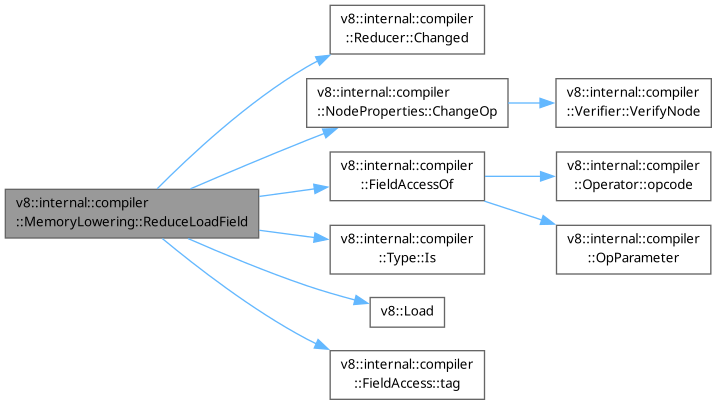 v8::internal::compiler
::MemoryLowering::ReduceLoadField
v8::internal::compiler
::Reducer::Changed
v8::internal::compiler
::NodeProperties::ChangeOp
v8::internal::compiler
::Verifier::VerifyNode
v8::internal::compiler
::FieldAccessOf
v8::internal::compiler
::Operator::opcode
v8::internal::compiler
::OpParameter
v8::internal::compiler
::Type::Is
v8::Load
v8::internal::compiler
::FieldAccess::tag